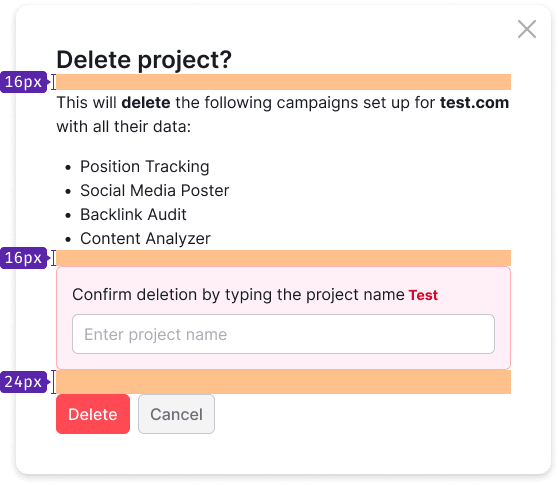 Delete project?
16px
This will delete the following campaigns set up for test.com
with all their data:
• Position Tracking
• Social Media Poster
• Backlink Audit
• Content Analyzer
16px
Confirm deletion by typing the project name Test
Enter project name
24px
Delete Cancel